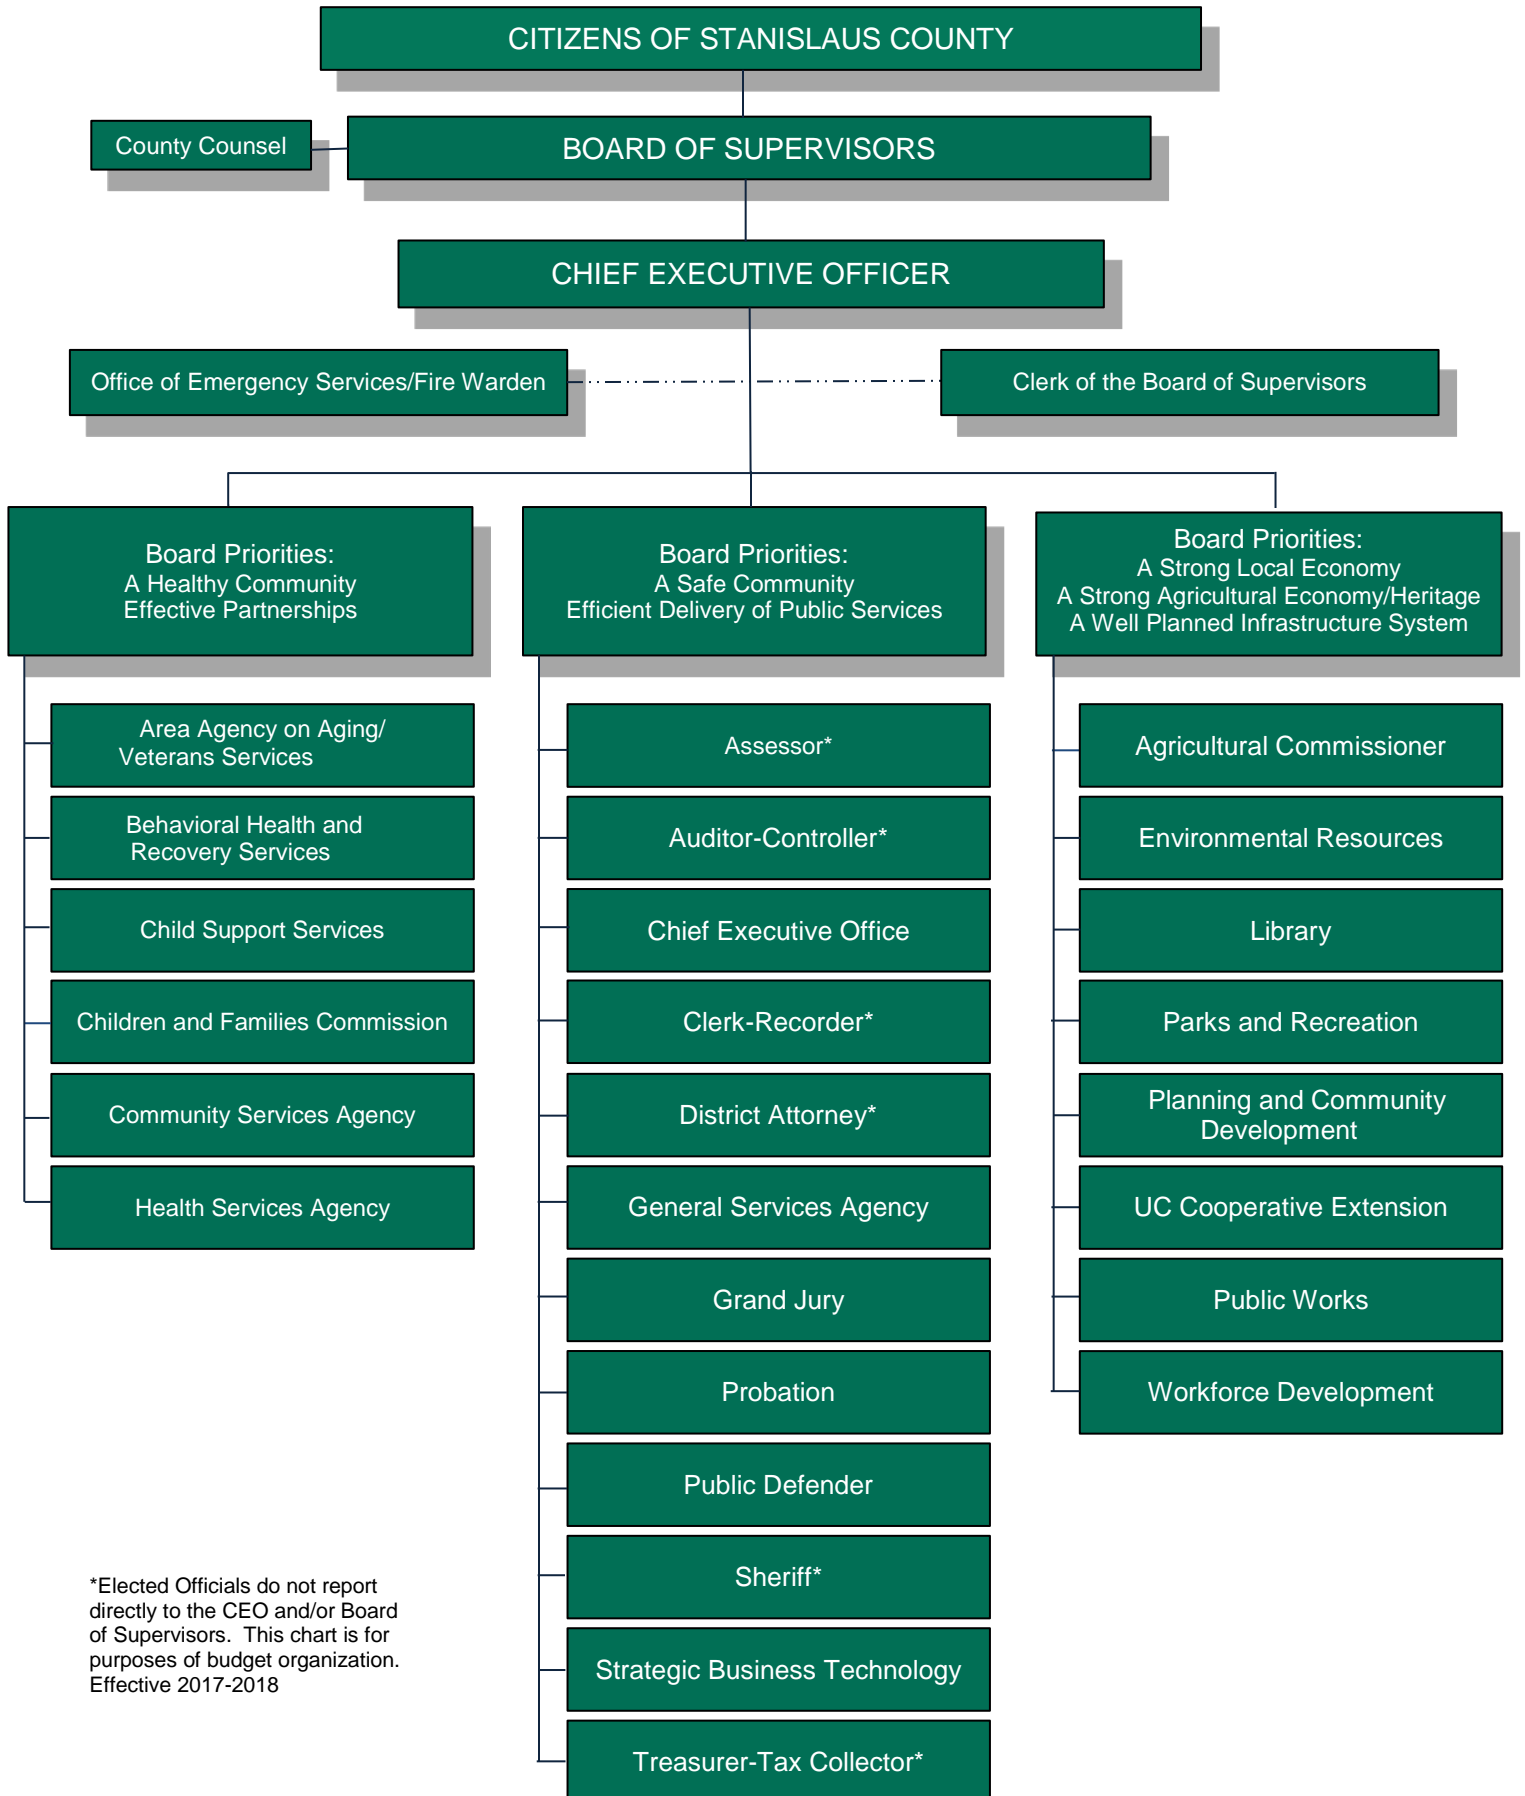 CITIZENS OF STANISLAUS COUNTY
County Counsel
BOARD OF SUPERVISORS
CHIEF EXECUTIVE OFFICER
Office of Emergency Services/Fire Warden
Clerk of the Board of Supervisors
Board Priorities:
A Healthy Community
Effective Partnerships
Area Agency on Aging/
Veterans Services
Behavioral Health and
Recovery Services
Child Support Services
Children and Families Commission
Community Services Agency
Health Services Agency
Board Priorities:
A Safe Community
Efficient Delivery of Public Services
Assessor*
Auditor-Controller*
Chief Executive Office
Clerk-Recorder*
District Attorney*
General Services Agency
Grand Jury
Probation
Public Defender
Sheriff*
Strategic Business Technology
Treasurer-Tax Collector*
Board Priorities:
A Strong Local Economy
A Strong Agricultural Economy/Heritage
A Well Planned Infrastructure System
Agricultural Commissioner
Environmental Resources
Library
Parks and Recreation
Planning and Community
Development
UC Cooperative Extension
Public Works
Workforce Development
*Elected Officials do not report
directly to the CEO and/or Board
of Supervisors.  This chart is for
purposes of budget organization.
Effective 2017-2018